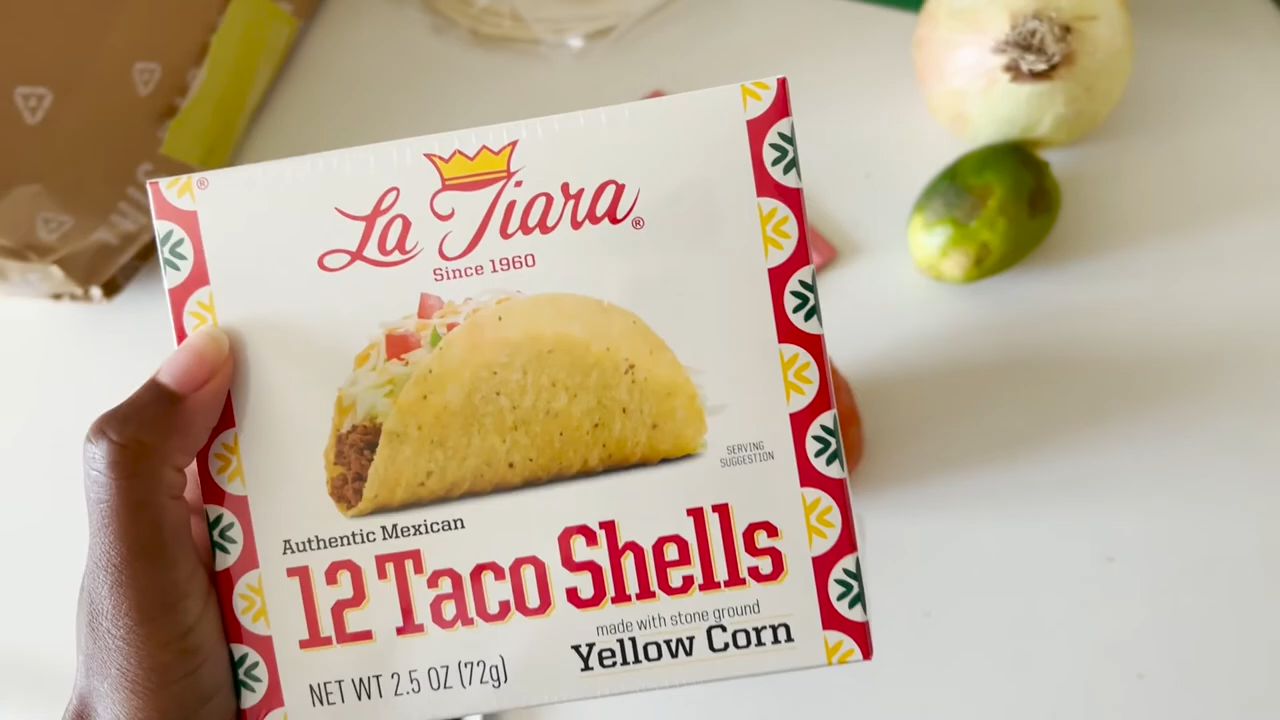 La Tiara®
Since 1960
SERVING
SUGGESTION
Authentic Mexican
12 Taco Shells
made with stone ground
Yellow Corn
NET WT 2.5 OZ (72g)